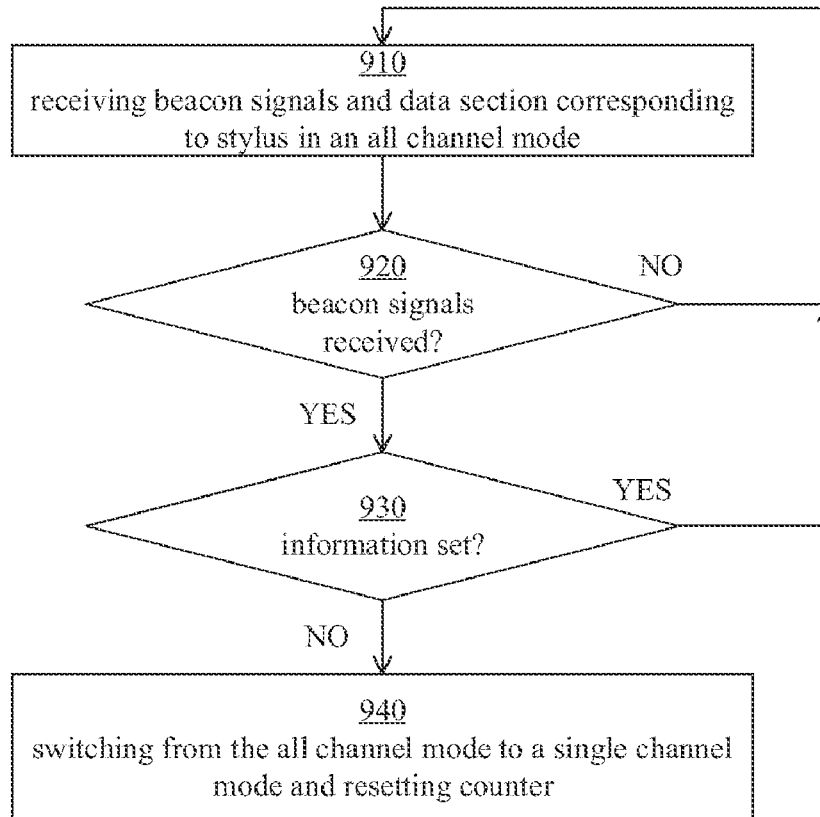 910
receiving beacon signals and data section corresponding
to stylus in an all channel mode
920
beacon signals
received?
NO
YES
930
information set?
YES
NO
940
switching from the all channel mode to a single channel
mode and resetting counter